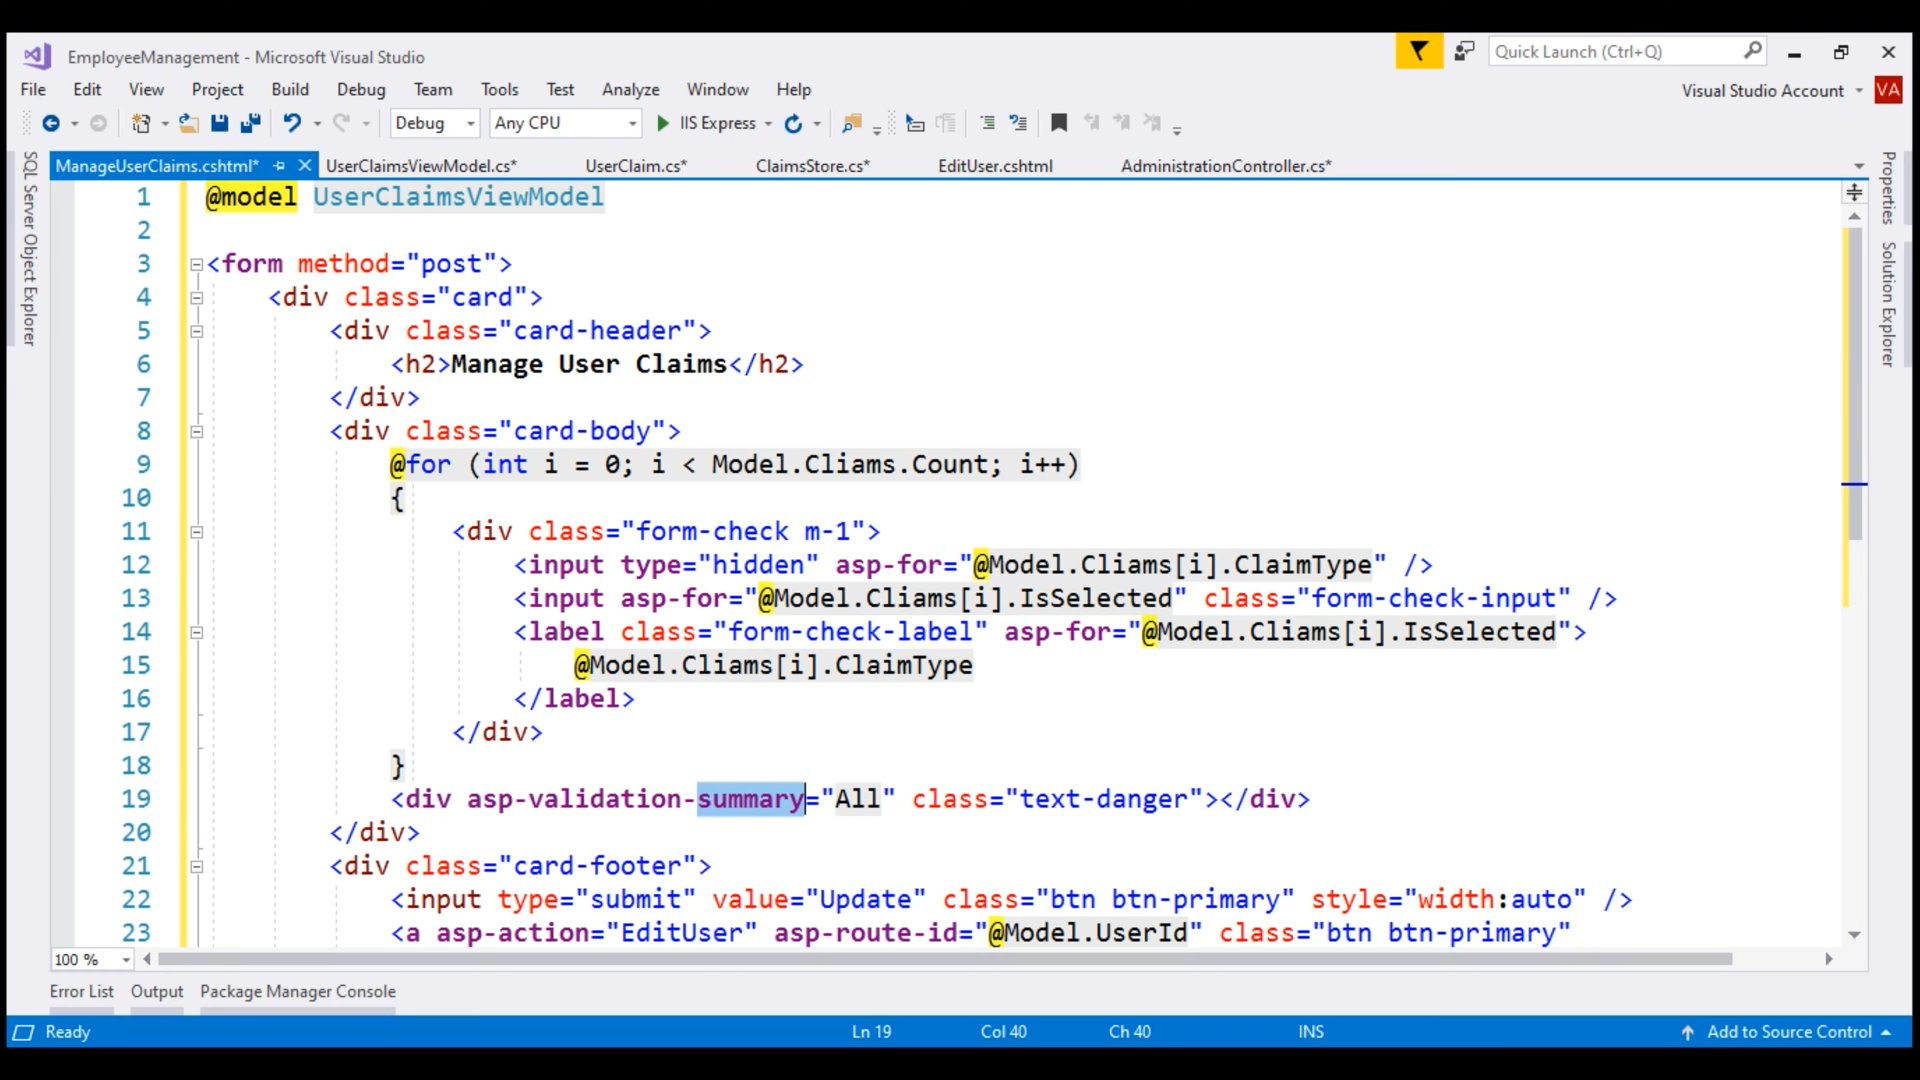 EmployeeManagement - Microsoft Visual Studio
Quick Launch (Ctrl+Q)
File Edit View Project Build Debug Team Tools Test Analyze Window Help
Visual Studio Account VA
Debug Any CPU IIS Express
ManageUserClaims.cshtml* UserClaimsViewModel.cs* UserClaim.cs* ClaimsStore.cs* EditUser.cshtml AdministrationController.cs*
SQL Server Object Explorer
Properties
Solution Explorer
1 @model UserClaimsViewModel
2
3 <form method="post">
4 <div class="card">
5 <div class="card-header">
6 <h2>Manage User Claims</h2>
7 </div>
8 <div class="card-body">
9 @for (int i = 0; i < Model.Cliams.Count; i++)
10 {
11 <div class="form-check m-1">
12 <input type="hidden" asp-for="@Model.Cliams[i].ClaimType" />
13 <input asp-for="@Model.Cliams[i].IsSelected" class="form-check-input" />
14 <label class="form-check-label" asp-for="@Model.Cliams[i].IsSelected">
15 @Model.Cliams[i].ClaimType
16 </label>
17 </div>
18 }
19 <div asp-validation-summary="All" class="text-danger"></div>
20 </div>
21 <div class="card-footer">
22 <input type="submit" value="Update" class="btn btn-primary" style="width:auto" />
23 <a asp-action="EditUser" asp-route-id="@Model.UserId" class="btn btn-primary"
100 %
Error List Output Package Manager Console
Ready Ln 19 Col 40 Ch 40 INS Add to Source Control